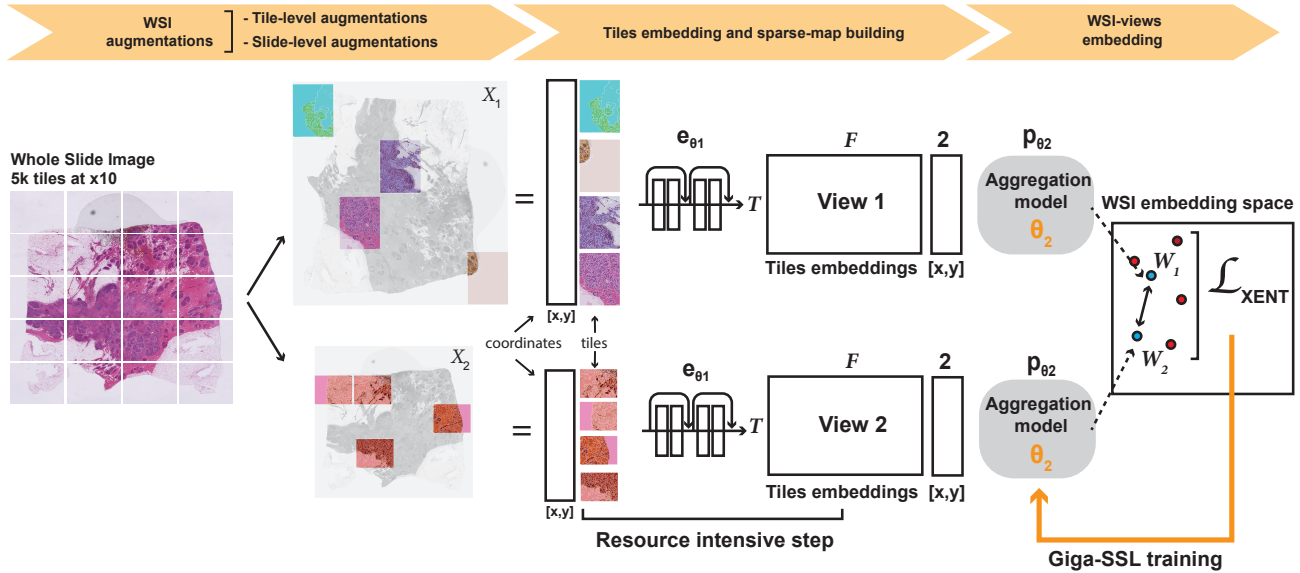 WSI
augmentations
- Tile-level augmentations
- Slide-level augmentations
Tiles embedding and sparse-map building
WSI-views
embedding
Whole Slide Image
5k tiles at x10
X1
=
[x,y]
eθ1
T
F
View 1
Tiles embeddings
2
[x,y]
pθ2
Aggregation
model
θ2
coordinates
tiles
X2
=
[x,y]
eθ1
T
F
View 2
Tiles embeddings
2
[x,y]
pθ2
Aggregation
model
θ2
WSI embedding space
W1
W2
ℒXENT
Resource intensive step
Giga-SSL training